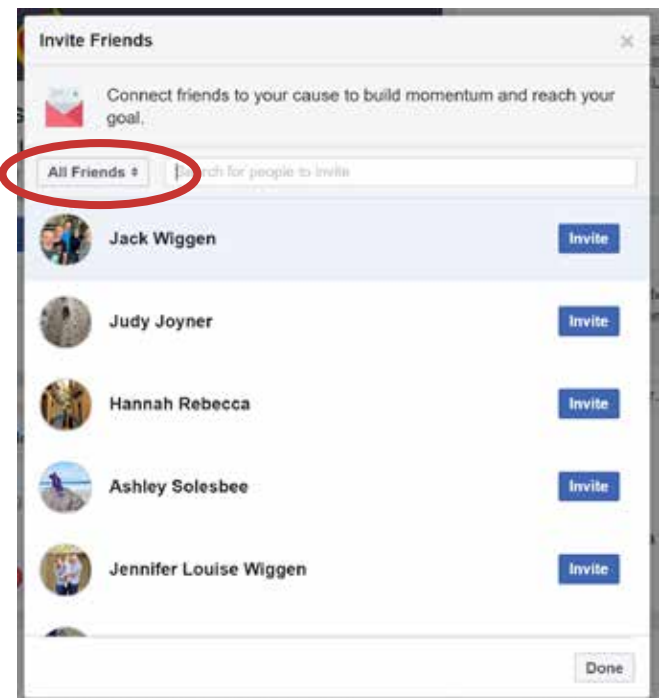 Invite Friends
Connect friends to your cause to build momentum and reach your
goal.
All Friends Search for people to invite
Jack Wiggen Invite
Judy Joyner Invite
Hannah Rebecca Invite
Ashley Solesbee Invite
Jennifer Louise Wiggen Invite
Done